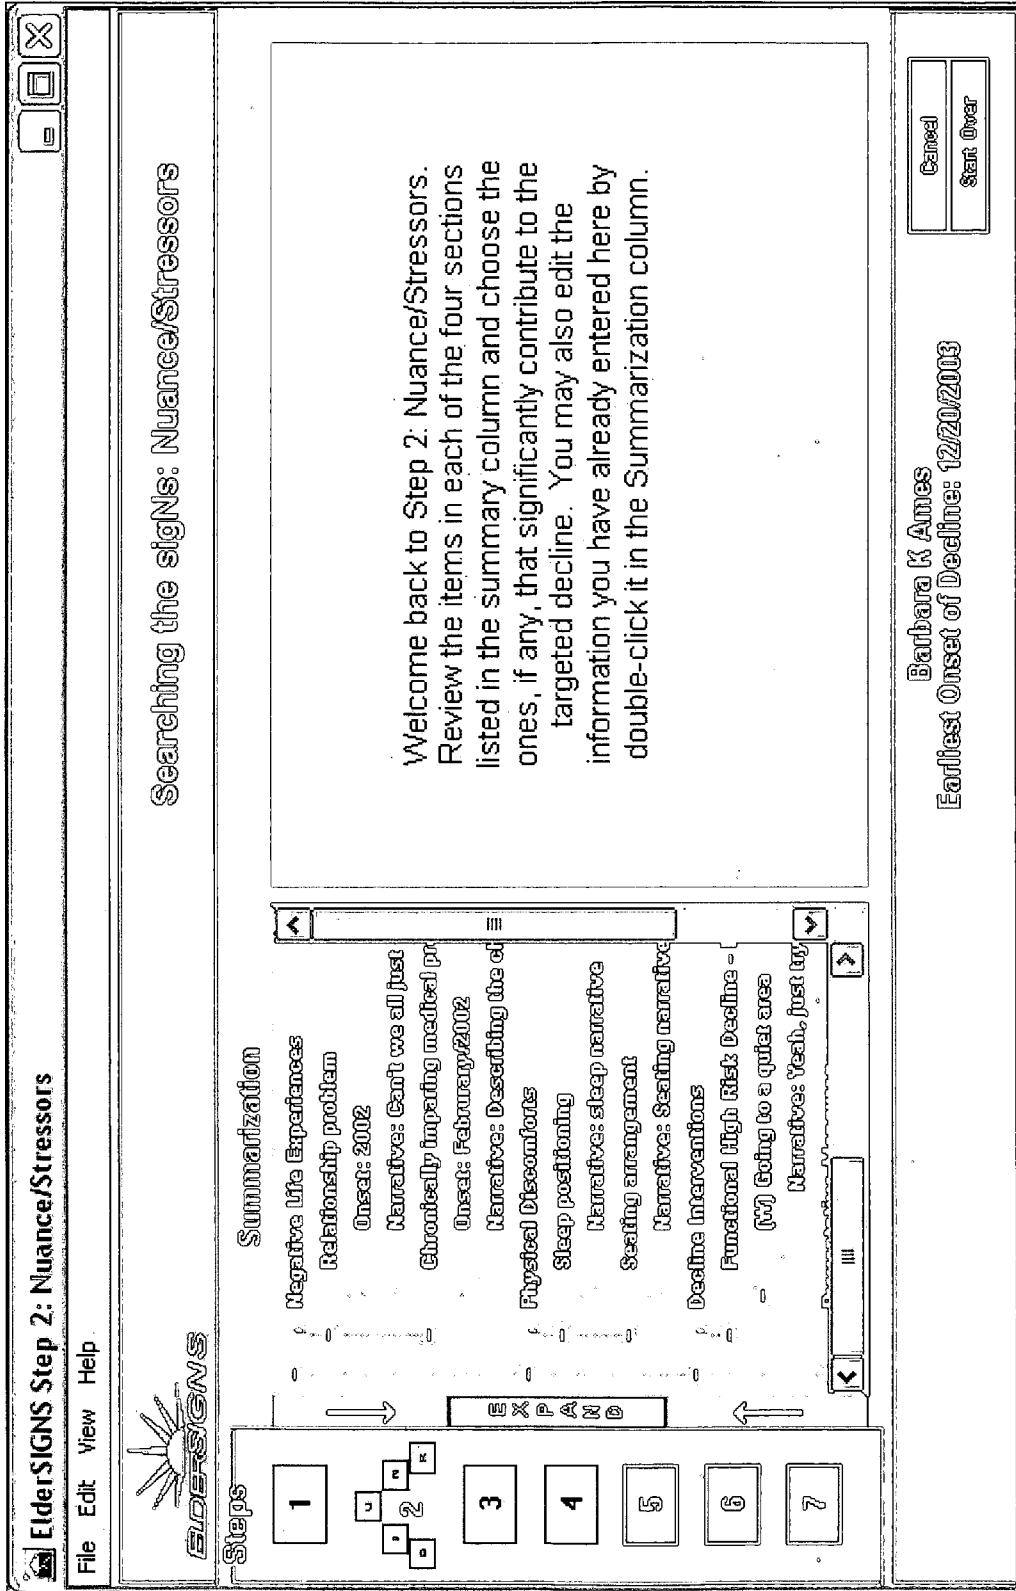 ElderSIGNS Step 2: Nuance/Stressors
File Edit View Help
ELDERSIGNS
Searching the sigNs: Nuance/Stressors
Steps
1
2
3
4
5
6
7
EXPAND
Summarization
Negative Life Experiences
Relationship problem
Onset: 2002
Narrative: Can't we all just
Chronically imparing medical pr
Onset: Februrary/2002
Narrative: Describing the ch
Physical Discomforts
Sleep positioning
Narrative: sleep narrative
Seating arrangement
Narrative: Seating narrative
Decline Interventions
Functional High Risk Decline -
(W) Going to a quiet area
Narrative: Yeah, just try
Welcome back to Step 2: Nuance/Stressors.
Review the items in each of the four sections
listed in the summary column and choose the
ones, if any, that significantly contribute to the
targeted decline. You may also edit the
information you have already entered here by
double-click it in the Summarization column.
Barbara K Ames
Earliest Onset of Decline: 12/20/2003
Cancel
Start Over